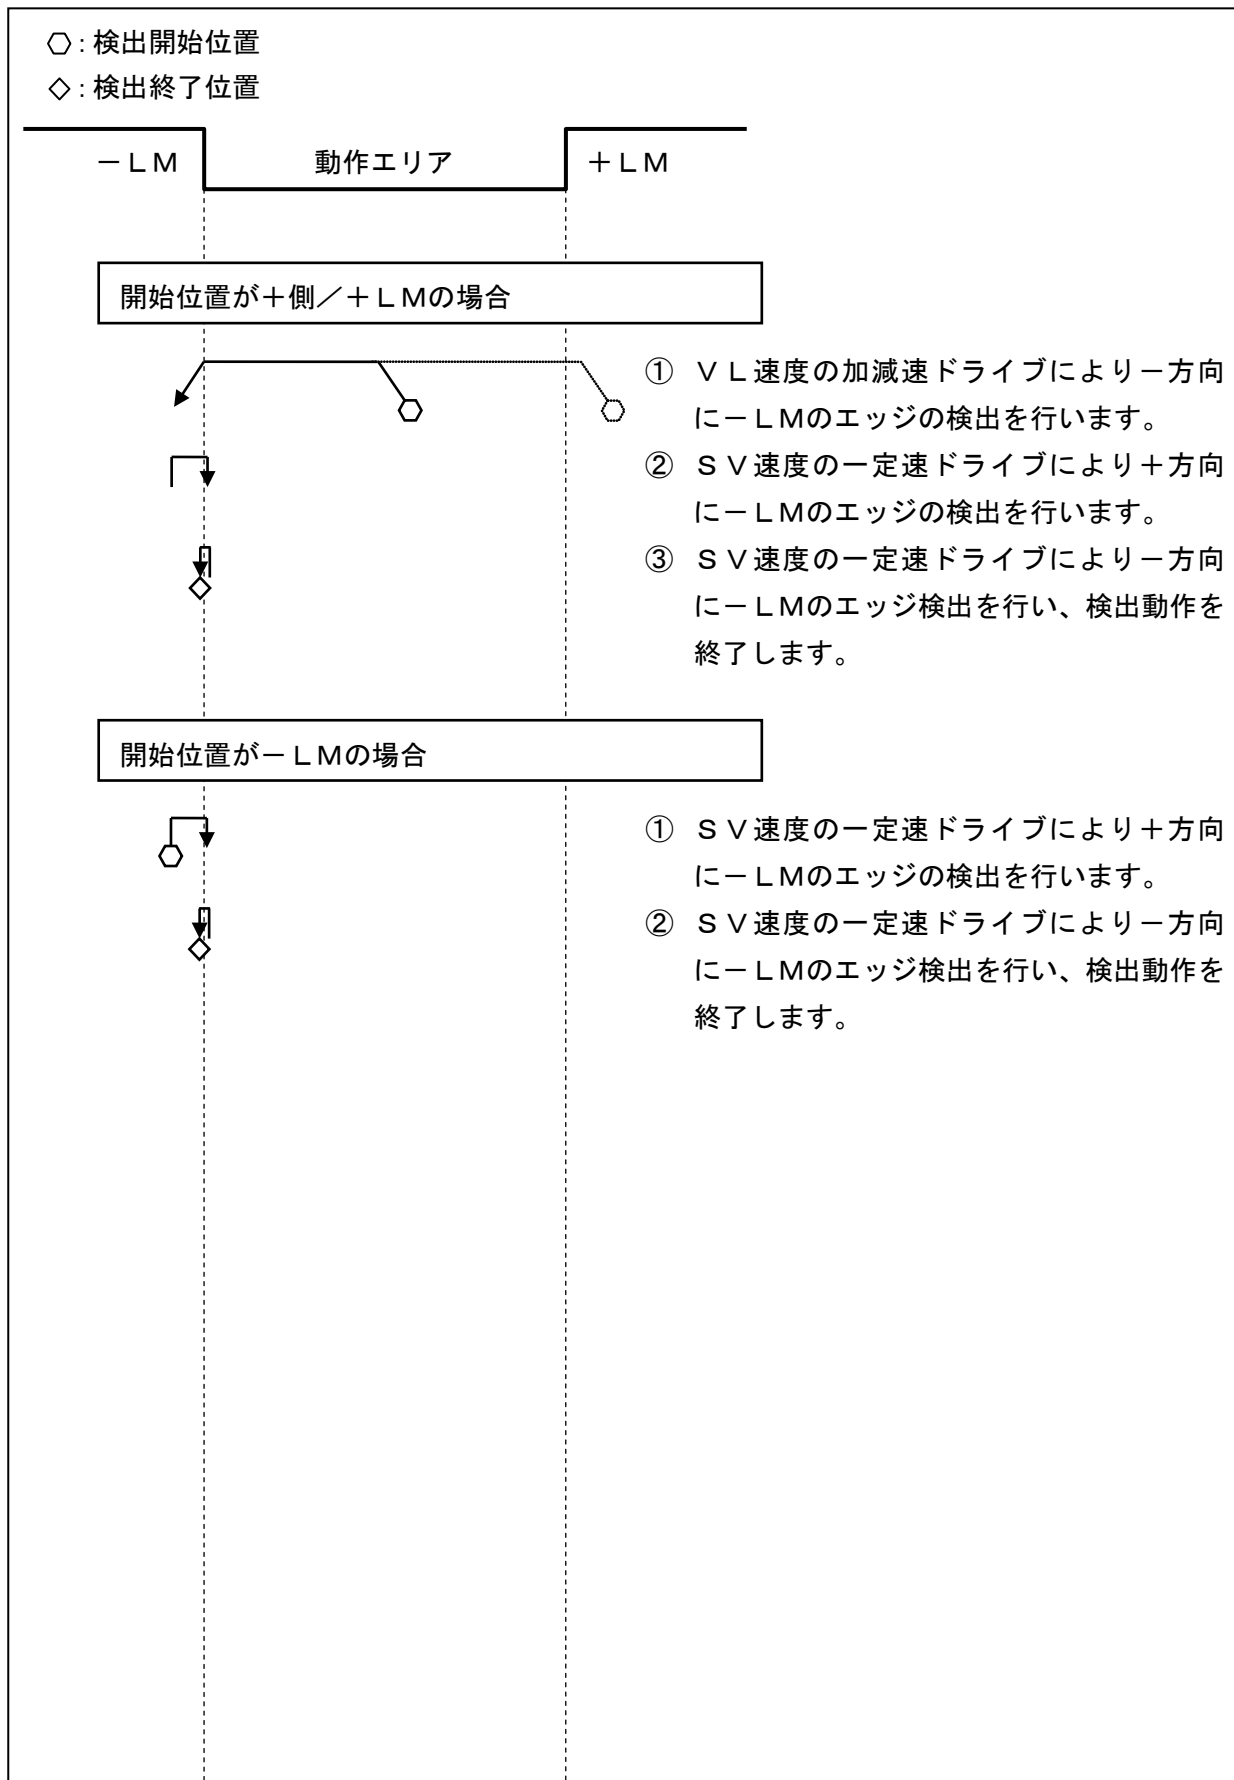 : 検出開始位置
: 検出終了位置
－ＬＭ 動作エリア ＋ＬＭ
開始位置が＋側／＋ＬＭの場合
① ＶＬ速度の加減速ドライブにより－方向
に－ＬＭのエッジの検出を行います。
② ＳＶ速度の一定速ドライブにより＋方向
に－ＬＭのエッジの検出を行います。
③ ＳＶ速度の一定速ドライブにより－方向
に－ＬＭのエッジ検出を行い、検出動作を
終了します。
開始位置が－ＬＭの場合
① ＳＶ速度の一定速ドライブにより＋方向
に－ＬＭのエッジの検出を行います。
② ＳＶ速度の一定速ドライブにより－方向
に－ＬＭのエッジ検出を行い、検出動作を
終了します。